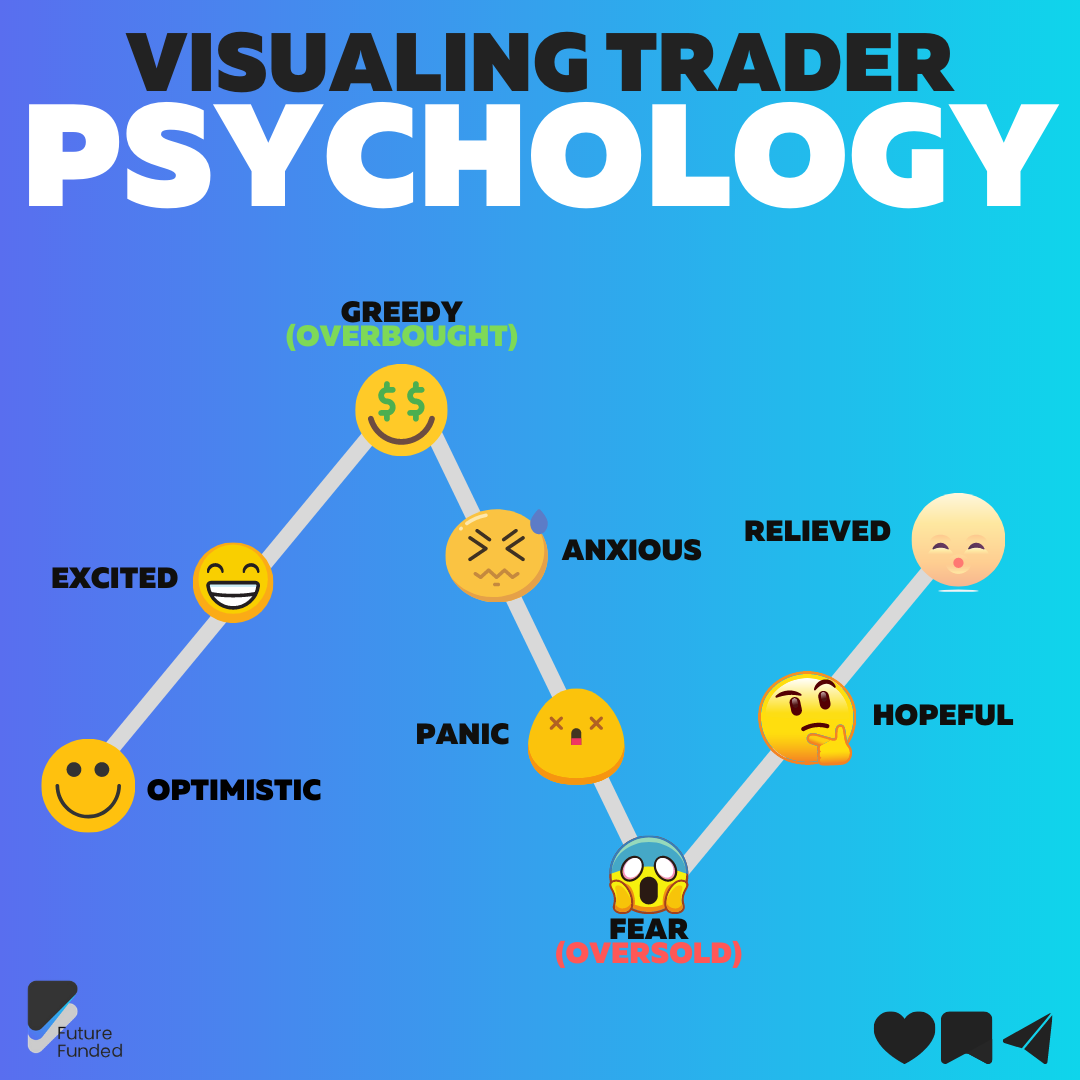 VISUALING TRADER
PSYCHOLOGY
GREEDY
(OVERBOUGHT)
ANXIOUS
RELIEVED
EXCITED
PANIC
HOPEFUL
OPTIMISTIC
FEAR
(OVERSOLD)
Future
Funded